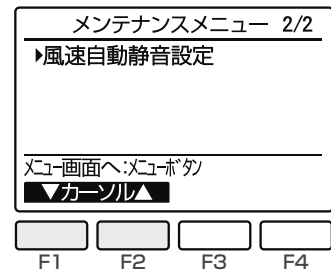 メンテナンスメニュー 2/2
▶風速自動静音設定
ﾒﾆｭｰ画面へ:ﾒﾆｭｰﾎﾞﾀﾝ
▼カーソル▲
F1 F2 F3 F4